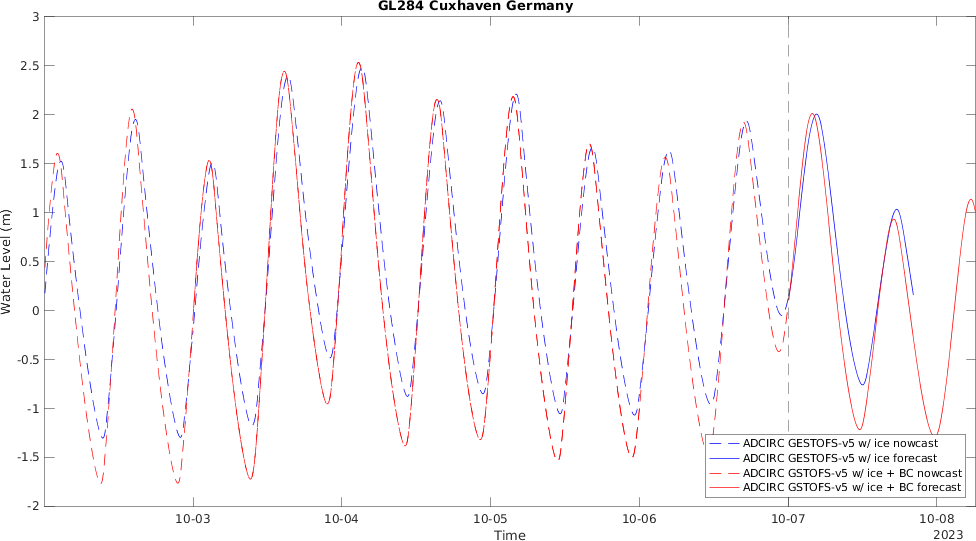 GL284 Cuxhaven Germany
3
2.5
2
1.5
1
0.5
0
-0.5
-1
-1.5
-2
Water Level (m)
10-03 10-04 10-05 10-06 10-07 10-08
Time
2023
ADCIRC GESTOFS-v5 w/ ice nowcast
ADCIRC GESTOFS-v5 w/ ice forecast
ADCIRC GSTOFS-v5 w/ ice + BC nowcast
ADCIRC GSTOFS-v5 w/ ice + BC forecast